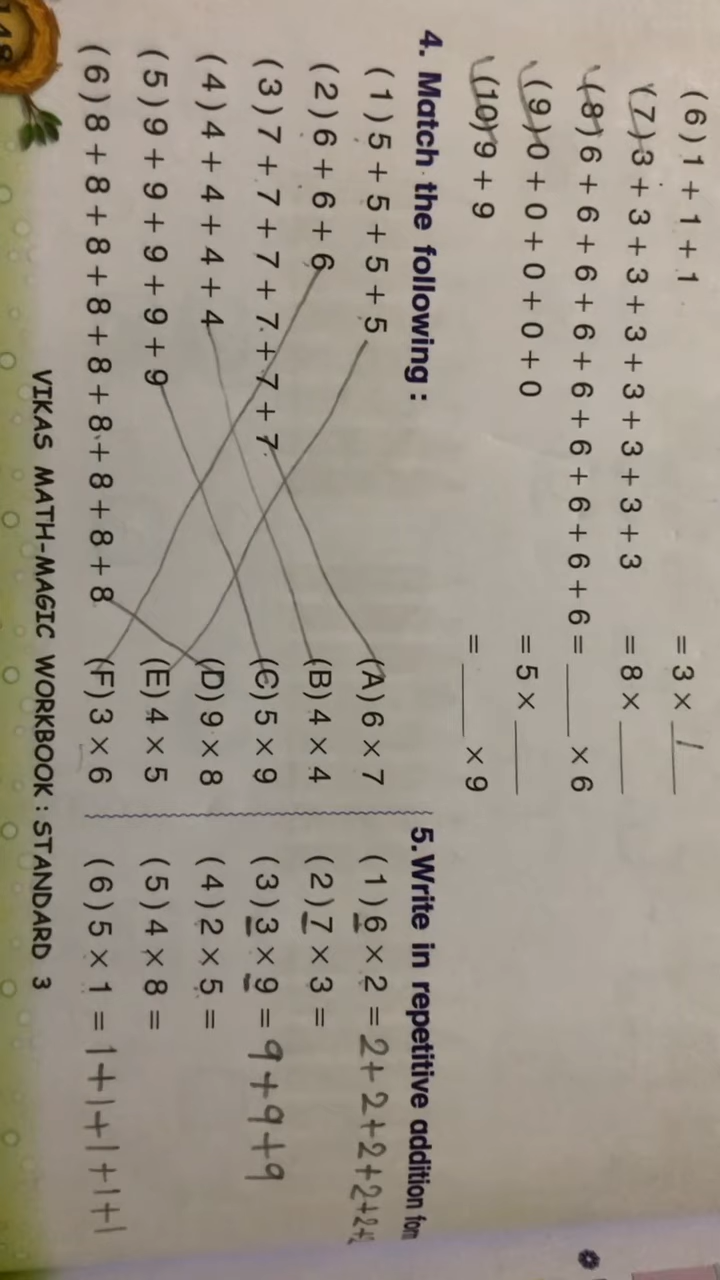 (6) 1 + 1 + 1 = 3 × 1
(7) 3 + 3 + 3 + 3 + 3 + 3 + 3 + 3 = 8 × ____
(8) 6 + 6 + 6 + 6 + 6 + 6 + 6 + 6 + 6 + 6 = ____ × 6
(9) 0 + 0 + 0 + 0 + 0 = 5 × ____
(10) 9 + 9 = ____ × 9
4. Match the following :
(1) 5 + 5 + 5 + 5 (A) 6 × 7
(2) 6 + 6 + 6 (B) 4 × 4
(3) 7 + 7 + 7 + 7 + 7 + 7 (C) 5 × 9
(4) 4 + 4 + 4 + 4 (D) 9 × 8
(5) 9 + 9 + 9 + 9 + 9 (E) 4 × 5
(6) 8 + 8 + 8 + 8 + 8 + 8 + 8 + 8 + 8 (F) 3 × 6
5. Write in repetitive addition
(1) 6 × 2 = 2+2+2+2+2+
(2) 7 × 3 =
(3) 3 × 9 = 9+9+9
(4) 2 × 5 =
(5) 4 × 8 =
(6) 5 × 1 = 1+1+1+1+1
VIKAS MATH-MAGIC WORKBOOK : STANDARD 3